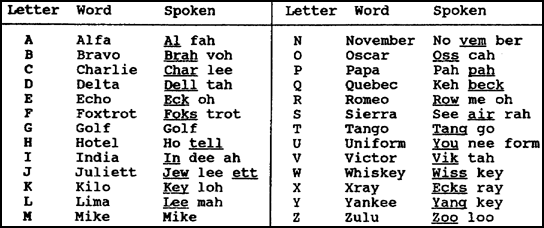 Letter Word Spoken Letter Word Spoken
A Alfa Al fah N November No vem ber
B Bravo Brah voh O Oscar Oss cah
C Charlie Char lee P Papa Pah pah
D Delta Dell tah Q Quebec Keh beck
E Echo Eck oh R Romeo Row me oh
F Foxtrot Foks trot S Sierra See air rah
G Golf Golf T Tango Tang go
H Hotel Ho tell U Uniform You nee form
I India In dee ah V Victor Vik tah
J Juliett Jew lee ett W Whiskey Wiss key
K Kilo Key loh X Xray Ecks ray
L Lima Lee mah Y Yankee Yang key
M Mike Mike Z Zulu Zoo loo